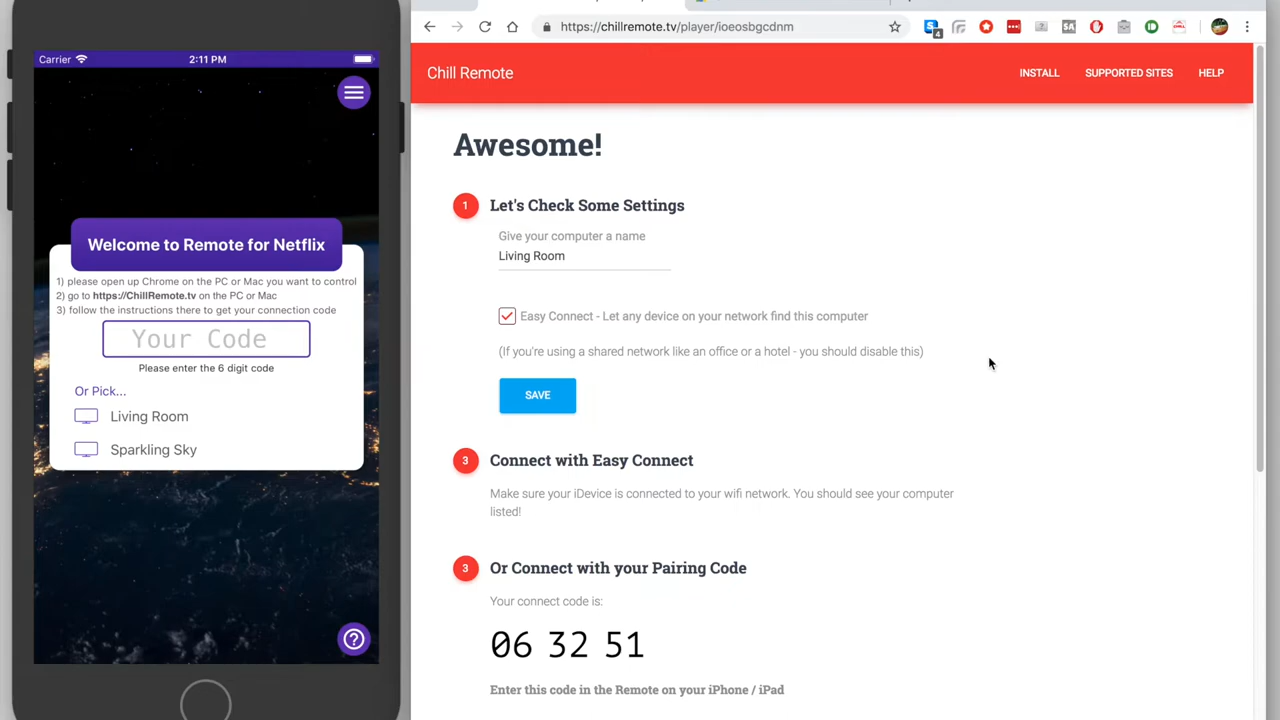 Carrier 2:11 PM
Welcome to Remote for Netflix
1) please open up Chrome on the PC or Mac you want to control
2) go to https://ChillRemote.tv on the PC or Mac
3) follow the instructions there to get your connection code
Your Code
Please enter the 6 digit code
Or Pick...
Living Room
Sparkling Sky
https://chillremote.tv/player/ioeosbgcdnm
4
SA
Chill Remote
INSTALL SUPPORTED SITES HELP
Awesome!
1 Let's Check Some Settings
Give your computer a name
Living Room
Easy Connect - Let any device on your network find this computer
(If you're using a shared network like an office or a hotel - you should disable this)
SAVE
3 Connect with Easy Connect
Make sure your iDevice is connected to your wifi network. You should see your computer
listed!
3 Or Connect with your Pairing Code
Your connect code is:
06 32 51
Enter this code in the Remote on your iPhone / iPad